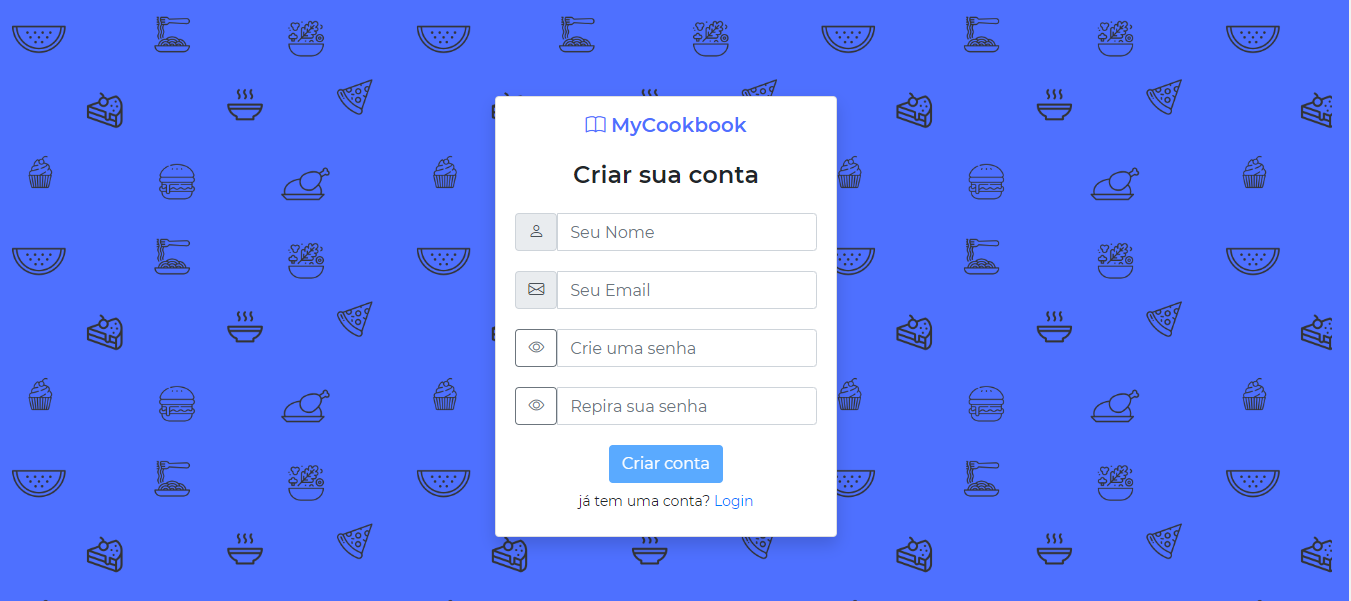 MyCookbook
Criar sua conta
Seu Nome
Seu Email
Crie uma senha
Repira sua senha
Criar conta
já tem uma conta? Login